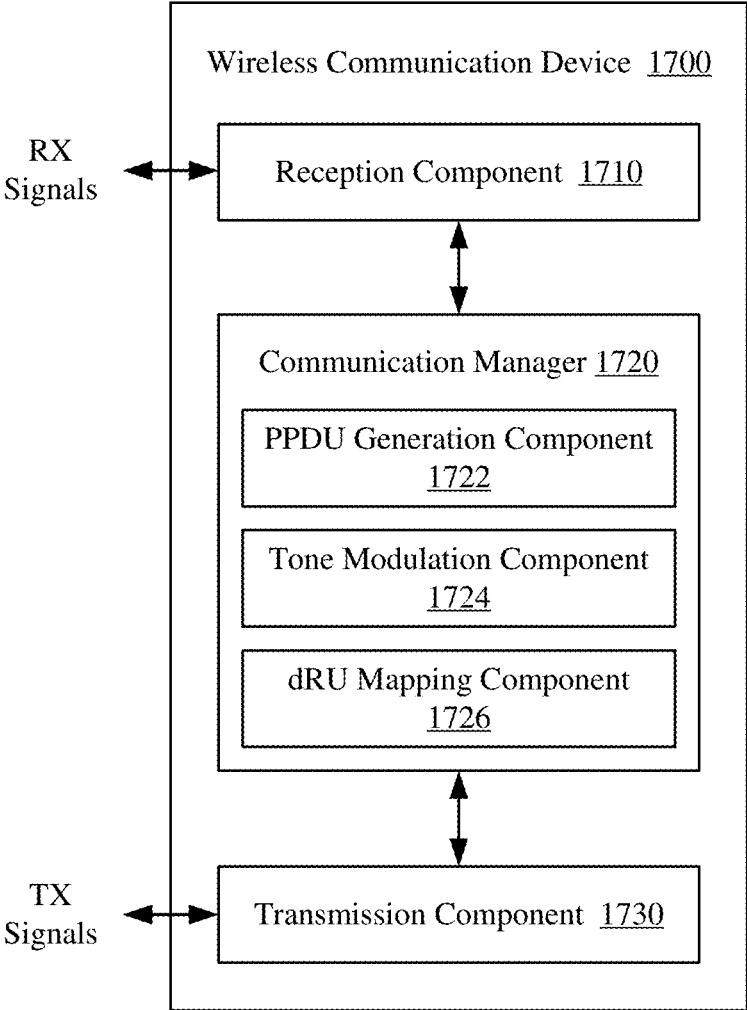 Wireless Communication Device 1700
RX
Signals
Reception Component 1710
Communication Manager 1720
PPDU Generation Component
1722
Tone Modulation Component
1724
dRU Mapping Component
1726
TX
Signals
Transmission Component 1730